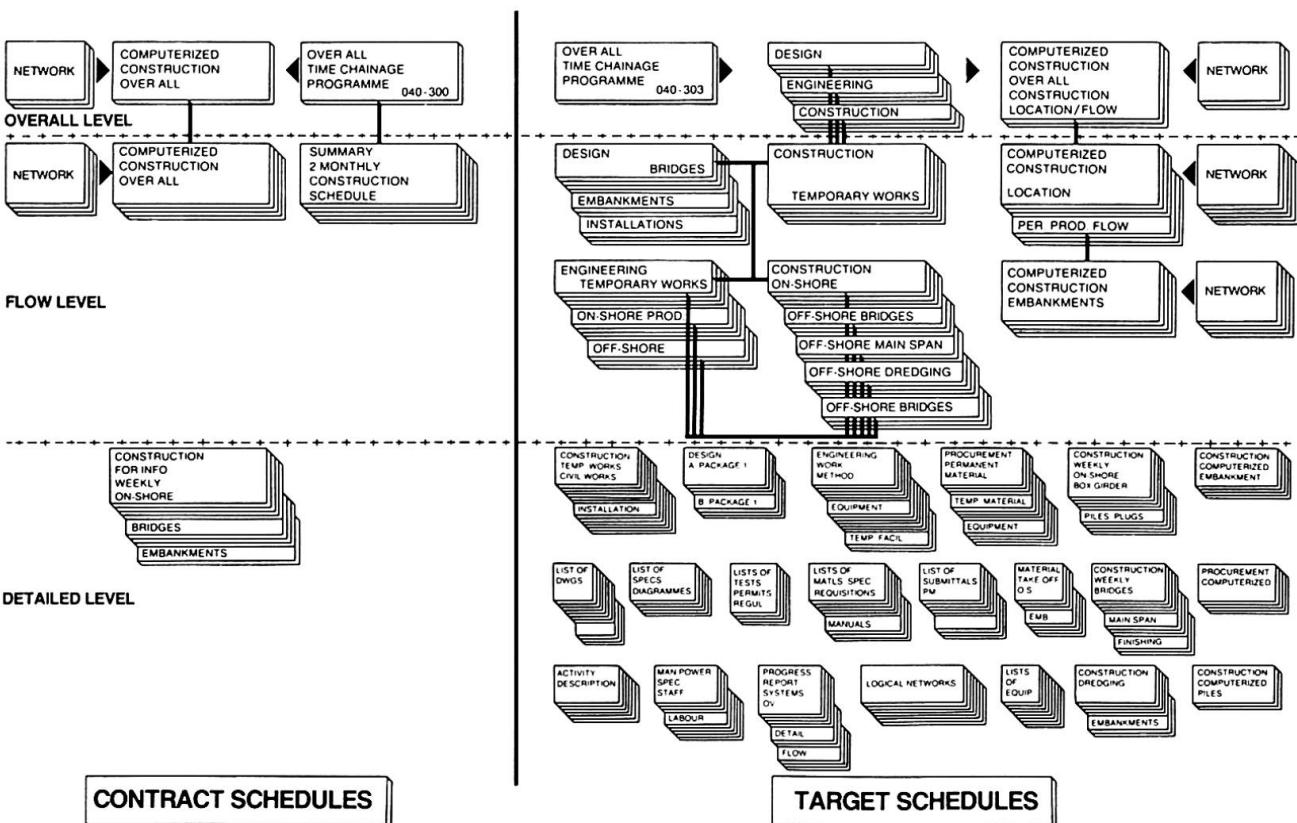 NETWORK
COMPUTERIZED
CONSTRUCTION
OVER ALL
OVER ALL
TIME CHAINAGE
PROGRAMME
040-300
OVER ALL
TIME CHAINAGE
PROGRAMME
040-303
DESIGN
ENGINEERING
CONSTRUCTION
COMPUTERIZED
CONSTRUCTION
OVER ALL
CONSTRUCTION
LOCATION/FLOW
NETWORK
OVERALL LEVEL
NETWORK
COMPUTERIZED
CONSTRUCTION
OVER ALL
SUMMARY
2 MONTHLY
CONSTRUCTION
SCHEDULE
DESIGN
BRIDGES
EMBANKMENTS
INSTALLATIONS
CONSTRUCTION
TEMPORARY WORKS
COMPUTERIZED
CONSTRUCTION
LOCATION
PER PROD. FLOW
NETWORK
FLOW LEVEL
ENGINEERING
TEMPORARY WORKS
ON-SHORE PROD.
OFF-SHORE
CONSTRUCTION
ON-SHORE
OFF-SHORE BRIDGES
OFF-SHORE MAIN SPAN
OFF-SHORE DREDGING
OFF-SHORE BRIDGES
COMPUTERIZED
CONSTRUCTION
EMBANKMENTS
NETWORK
CONSTRUCTION
FOR INFO
WEEKLY
ON-SHORE
BRIDGES
EMBANKMENTS
CONSTRUCTION
TEMP WORKS
CIVIL WORKS
INSTALLATION
DESIGN
A PACKAGE 1
B PACKAGE 1
ENGINEERING
WORK
METHOD
EQUIPMENT
TEMP FACIL
PROCUREMENT
PERMANENT
MATERIAL
TEMP MATERIAL
EQUIPMENT
CONSTRUCTION
WEEKLY
ON SHORE
BOX GIRDER
PILES PLUGS
CONSTRUCTION
COMPUTERIZED
EMBANKMENT
DETAILED LEVEL
LIST OF
DWGS
LIST OF
SPECS
DIAGRAMMES
LISTS OF
TESTS
PERMITS
REGUL
LISTS OF
MATLS SPEC
REQUISITIONS
MANUALS
LIST OF
SUBMITTALS
PM
MATERIAL
TAKE OFF
O S
EMB
CONSTRUCTION
WEEKLY
BRIDGES
MAIN SPAN
FINISHING
PROCUREMENT
COMPUTERIZED
ACTIVITY
DESCRIPTION
MAN POWER
SPEC
STAFF
LABOUR
PROGRESS
REPORT
SYSTEMS
OV
DETAIL
FLOW
LOGICAL NETWORKS
LISTS
OF
EQUIP
CONSTRUCTION
DREDGING
EMBANKMENTS
CONSTRUCTION
COMPUTERIZED
PILES
CONTRACT SCHEDULES
TARGET SCHEDULES